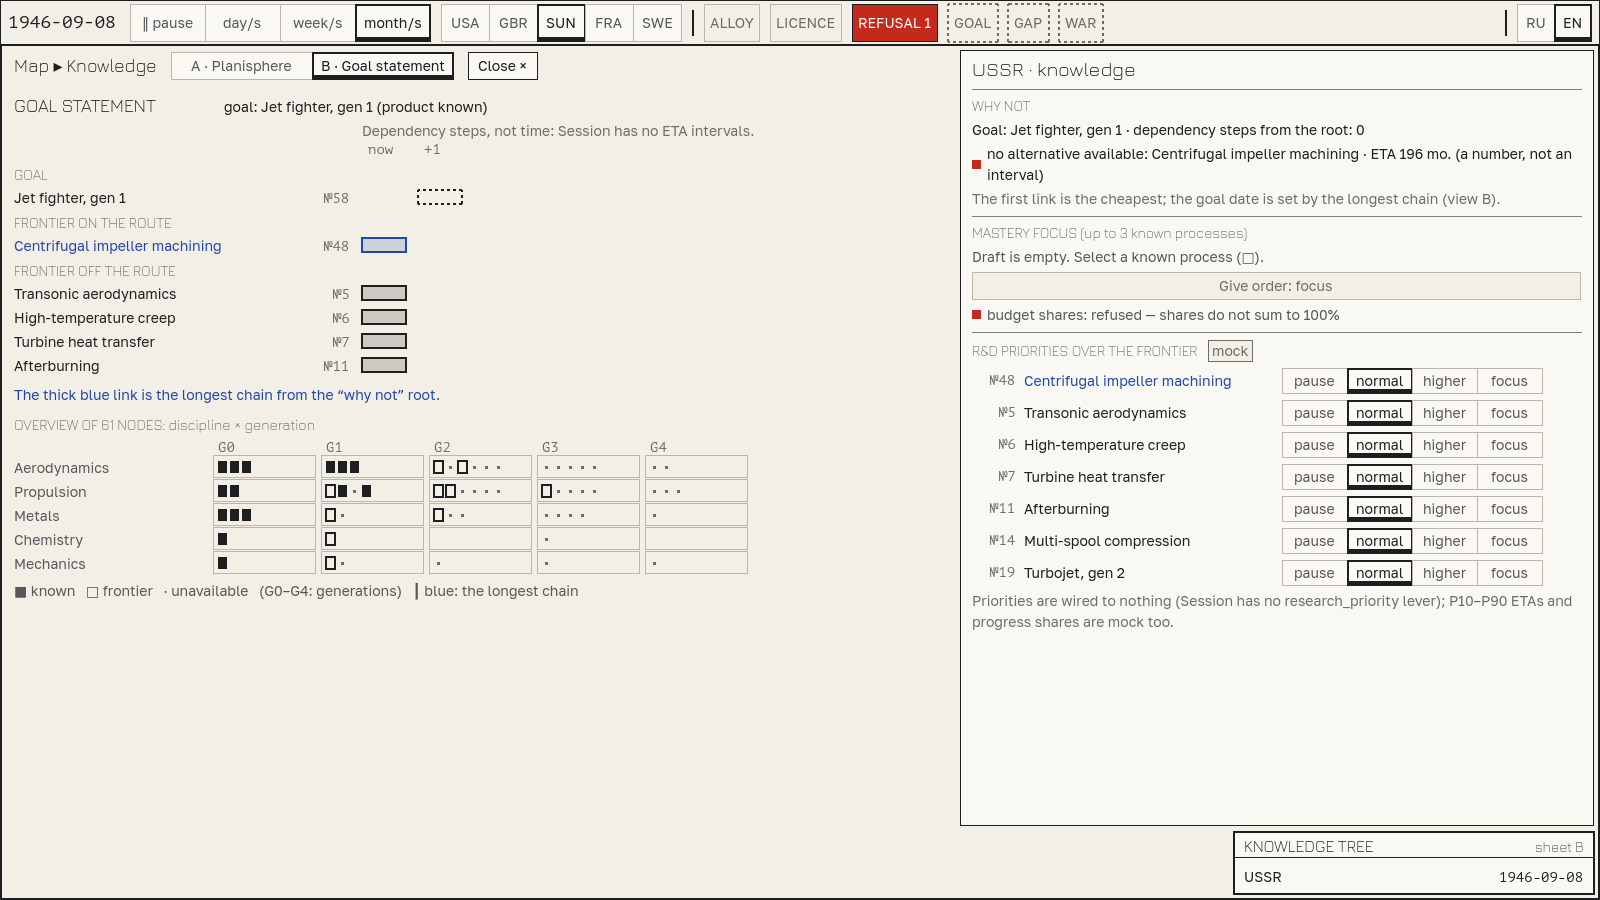 1946-09-08 ‖ pause day/s week/s month/s USA GBR SUN FRA SWE ALLOY LICENCE REFUSAL 1 GOAL GAP WAR RU EN
Map ▸ Knowledge A · Planisphere B · Goal statement Close ×
GOAL STATEMENT goal: Jet fighter, gen 1 (product known)
Dependency steps, not time: Session has no ETA intervals.
now +1
GOAL
Jet fighter, gen 1 №58
FRONTIER ON THE ROUTE
Centrifugal impeller machining №48
FRONTIER OFF THE ROUTE
Transonic aerodynamics №5
High-temperature creep №6
Turbine heat transfer №7
Afterburning №11
The thick blue link is the longest chain from the “why not” root.
OVERVIEW OF 61 NODES: discipline × generation
G0 G1 G2 G3 G4
Aerodynamics
Propulsion
Metals
Chemistry
Mechanics
■ known □ frontier · unavailable (G0–G4: generations) | blue: the longest chain
USSR · knowledge
WHY NOT
Goal: Jet fighter, gen 1 · dependency steps from the root: 0
no alternative available: Centrifugal impeller machining · ETA 196 mo. (a number, not an
interval)
The first link is the cheapest; the goal date is set by the longest chain (view B).
MASTERY FOCUS (up to 3 known processes)
Draft is empty. Select a known process (□).
Give order: focus
budget shares: refused — shares do not sum to 100%
R&D PRIORITIES OVER THE FRONTIER mock
№48 Centrifugal impeller machining pause normal higher focus
№5 Transonic aerodynamics pause normal higher focus
№6 High-temperature creep pause normal higher focus
№7 Turbine heat transfer pause normal higher focus
№11 Afterburning pause normal higher focus
№14 Multi-spool compression pause normal higher focus
№19 Turbojet, gen 2 pause normal higher focus
Priorities are wired to nothing (Session has no research_priority lever); P10–P90 ETAs and
progress shares are mock too.
KNOWLEDGE TREE sheet B
USSR 1946-09-08